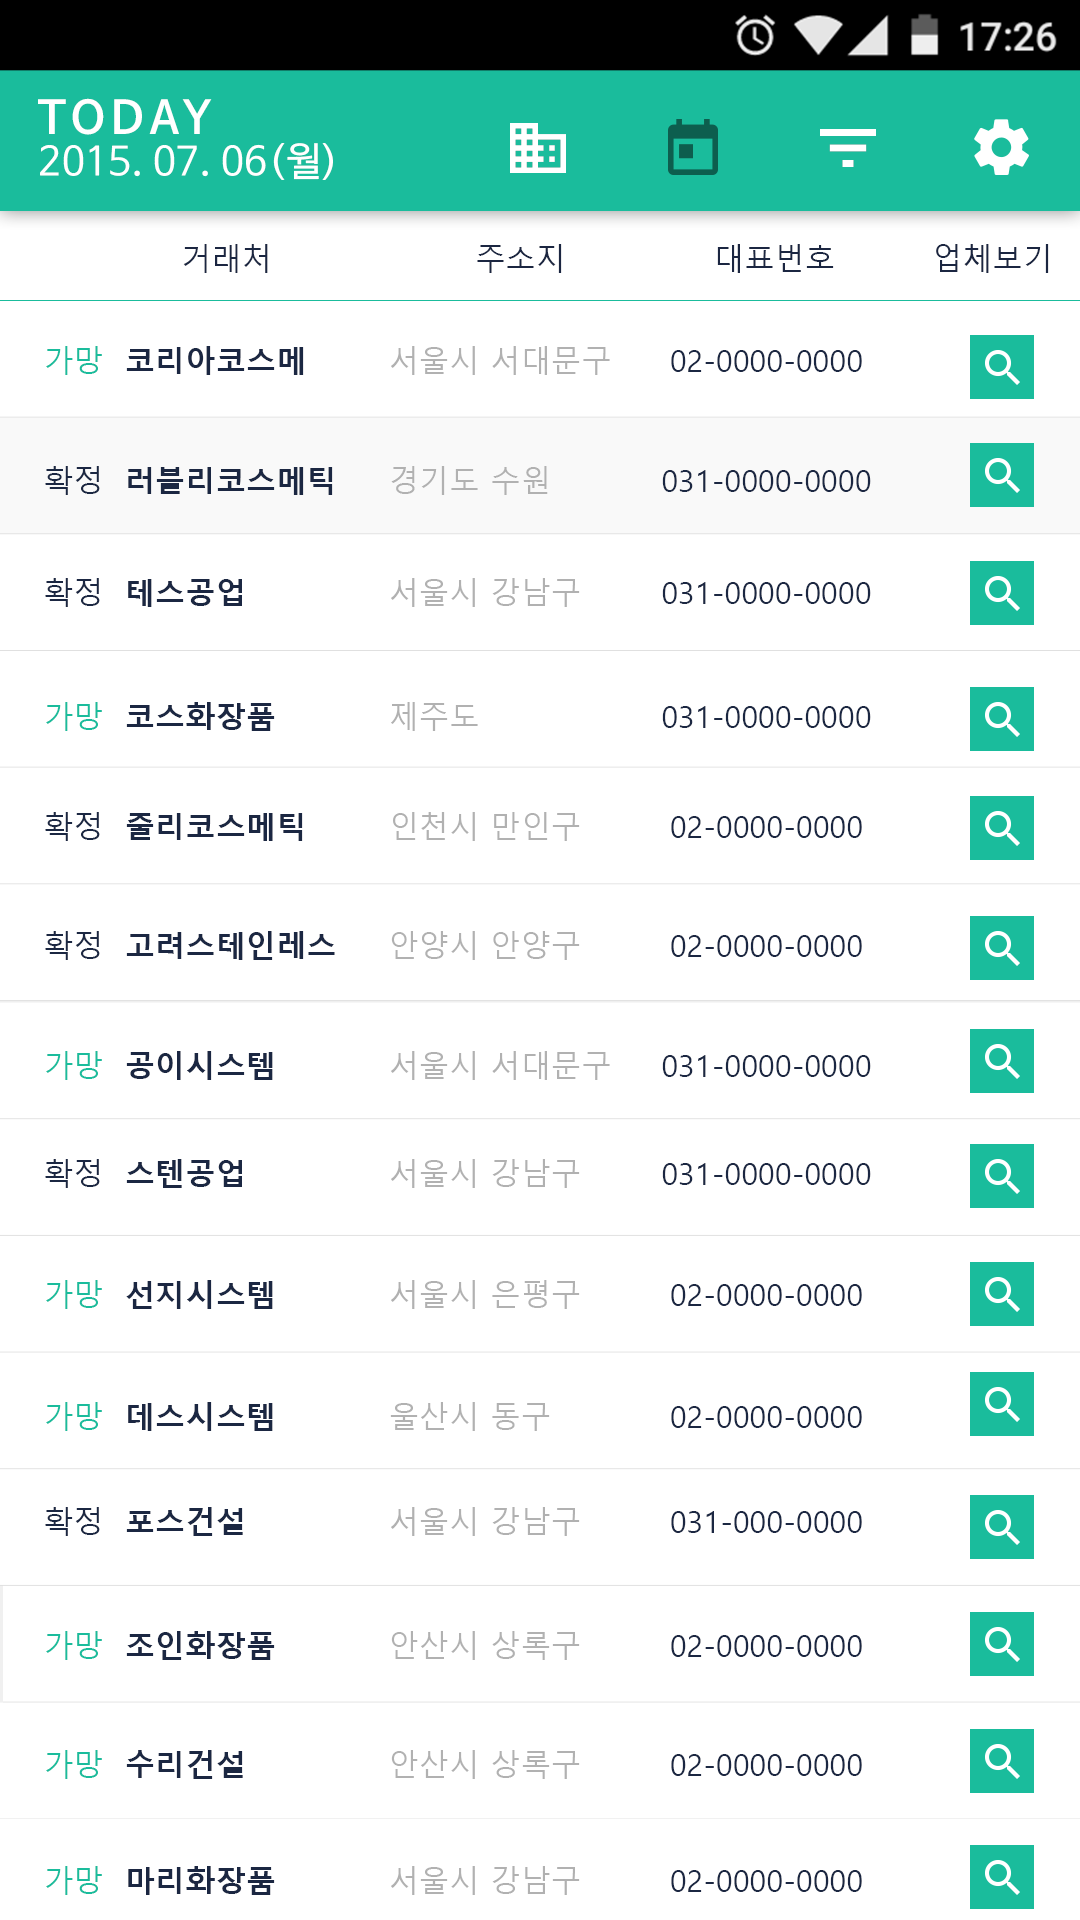 17:26
TODAY
2015. 07. 06(월)
거래처 주소지 대표번호 업체보기
가망 코리아코스메 서울시 서대문구 02-0000-0000
확정 러블리코스메틱 경기도 수원 031-0000-0000
확정 테스공업 서울시 강남구 031-0000-0000
가망 코스화장품 제주도 031-0000-0000
확정 줄리코스메틱 인천시 만인구 02-0000-0000
확정 고려스테인레스 안양시 안양구 02-0000-0000
가망 공이시스템 서울시 서대문구 031-0000-0000
확정 스텐공업 서울시 강남구 031-0000-0000
가망 선지시스템 서울시 은평구 02-0000-0000
가망 데스시스템 울산시 동구 02-0000-0000
확정 포스건설 서울시 강남구 031-000-0000
가망 조인화장품 안산시 상록구 02-0000-0000
가망 수리건설 안산시 상록구 02-0000-0000
가망 마리화장품 서울시 강남구 02-0000-0000